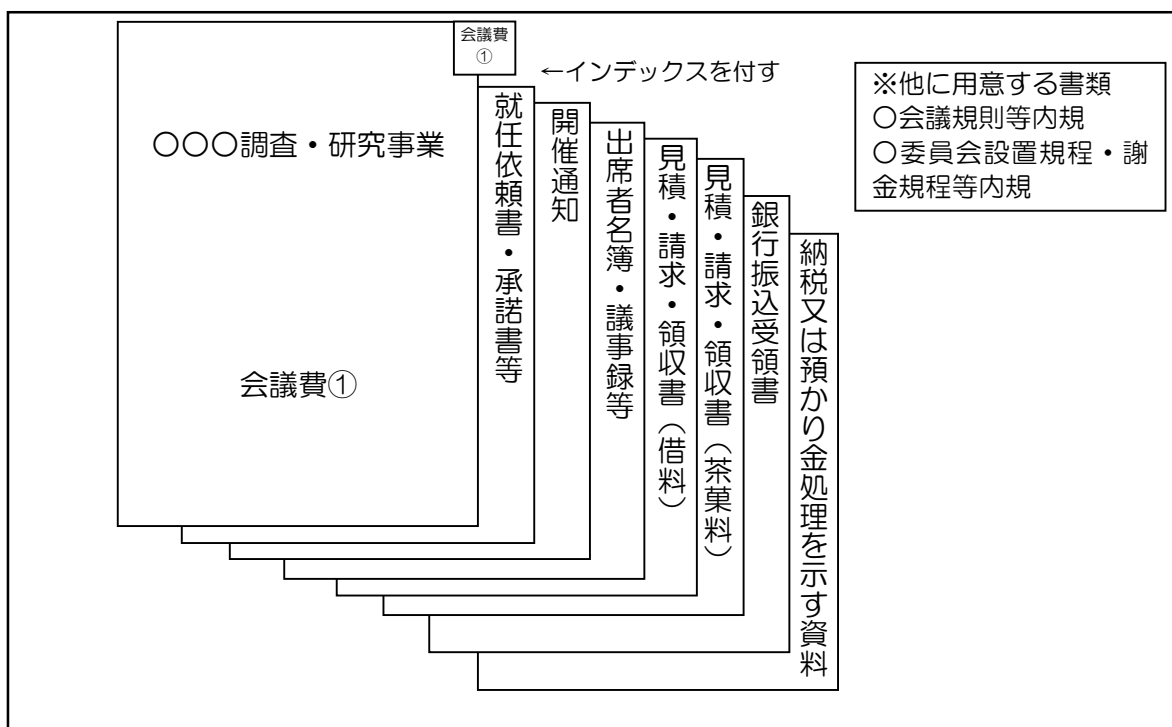 会議費
①
←インデックスを付す
〇〇〇調査・研究事業
会議費①
就任依頼書・承諾書等
開催通知
出席者名簿・議事録等
見積・請求・領収書（借料）
見積・請求・領収書（茶菓料）
銀行振込受領書
納税又は預かり金処理を示す資料
※他に用意する書類
〇会議規則等内規
〇委員会設置規程・謝
金規程等内規